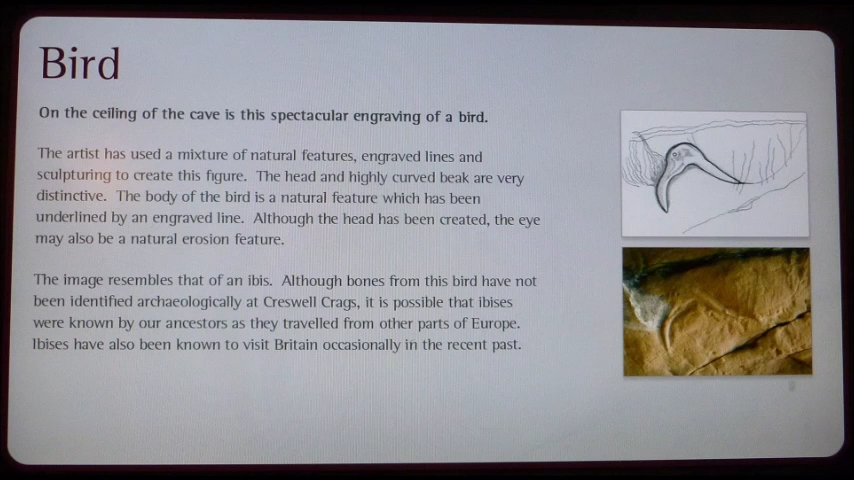 Bird
On the ceiling of the cave is this spectacular engraving of a bird.
The artist has used a mixture of natural features, engraved lines and
sculpturing to create this figure. The head and highly curved beak are very
distinctive. The body of the bird is a natural feature which has been
underlined by an engraved line. Although the head has been created, the eye
may also be a natural erosion feature.
The image resembles that of an ibis. Although bones from this bird have not
been identified archaeologically at Creswell Crags, it is possible that ibises
were known by our ancestors as they travelled from other parts of Europe.
Ibises have also been known to visit Britain occasionally in the recent past.